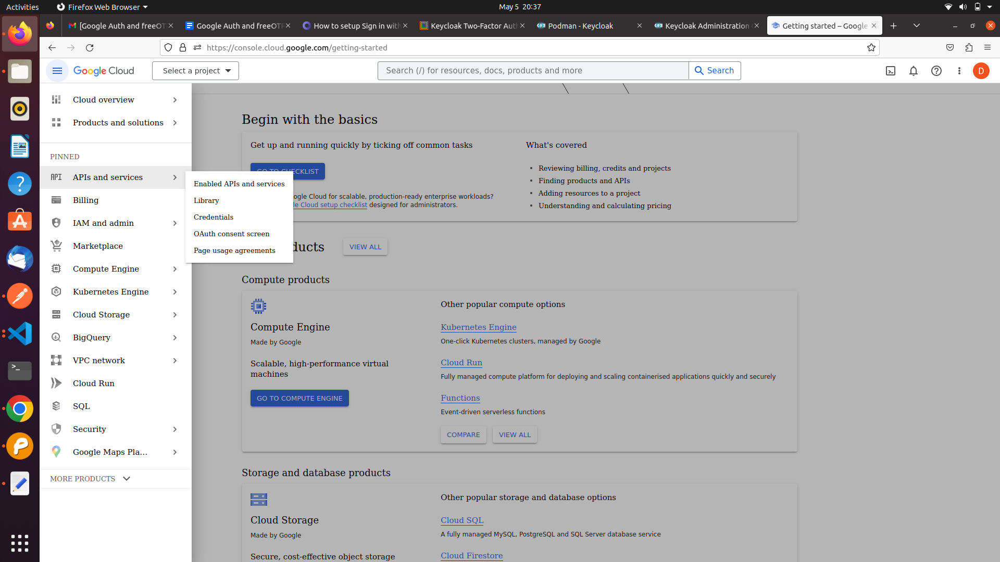 Activities
Firefox Web Browser
May 5 20:37
[Google Auth and freeOT
Google Auth and freeOTP
How to setup Sign in with
Keycloak Two-Factor Auth
Podman - Keycloak
Keycloak Administration
Getting started – Google
https://console.cloud.google.com/getting-started
Google Cloud
Select a project
Search (/) for resources, docs, products and more
Search
D
Cloud overview
Products and solutions
PINNED
API APIs and services
Billing
IAM and admin
Marketplace
Compute Engine
Kubernetes Engine
Cloud Storage
BigQuery
VPC network
Cloud Run
SQL
Security
Google Maps Pla...
MORE PRODUCTS
Enabled APIs and services
Library
Credentials
OAuth consent screen
Page usage agreements
Begin with the basics
Get up and running quickly by ticking off common tasks
GO TO CHECKLIST
ogle Cloud for scalable, production-ready enterprise workloads?
le Cloud setup checklist designed for administrators.
What's covered
Reviewing billing, credits and projects
Finding products and APIs
Adding resources to a project
Understanding and calculating pricing
ducts
VIEW ALL
Compute products
Compute Engine
Made by Google
Scalable, high-performance virtual
machines
GO TO COMPUTE ENGINE
Other popular compute options
Kubernetes Engine
One-click Kubernetes clusters, managed by Google
Cloud Run
Fully managed compute platform for deploying and scaling containerised applications quickly and securely
Functions
Event-driven serverless functions
COMPARE
VIEW ALL
Storage and database products
Cloud Storage
Made by Google
Secure, cost-effective object storage
Other popular storage and database options
Cloud SQL
A fully managed MySQL, PostgreSQL and SQL Server database service
Cloud Firestore